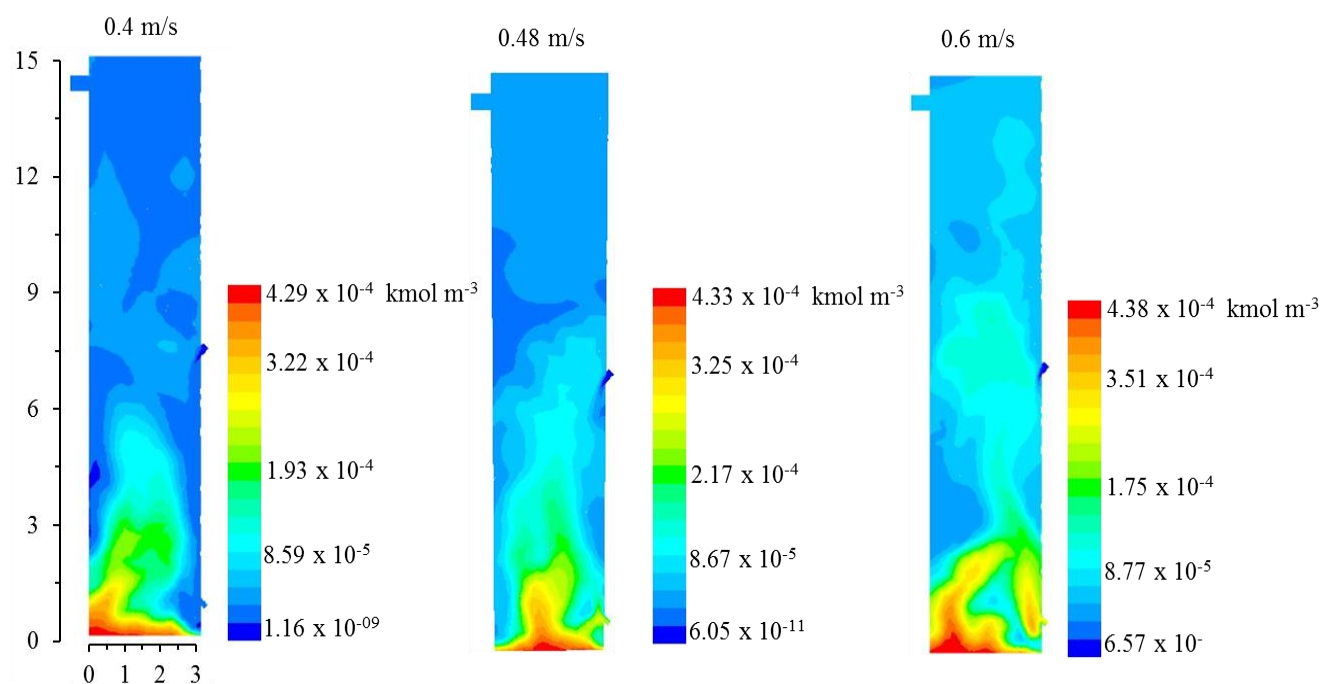 0.4 m/s
0.48 m/s
0.6 m/s
15
12
9
6
3
0
0 1 2 3
4.29 x 10⁻⁴ kmol m⁻³
3.22 x 10⁻⁴
1.93 x 10⁻⁴
8.59 x 10⁻⁵
1.16 x 10⁻⁰⁹
4.33 x 10⁻⁴ kmol m⁻³
3.25 x 10⁻⁴
2.17 x 10⁻⁴
8.67 x 10⁻⁵
6.05 x 10⁻¹¹
4.38 x 10⁻⁴ kmol m⁻³
3.51 x 10⁻⁴
1.75 x 10⁻⁴
8.77 x 10⁻⁵
6.57 x 10⁻